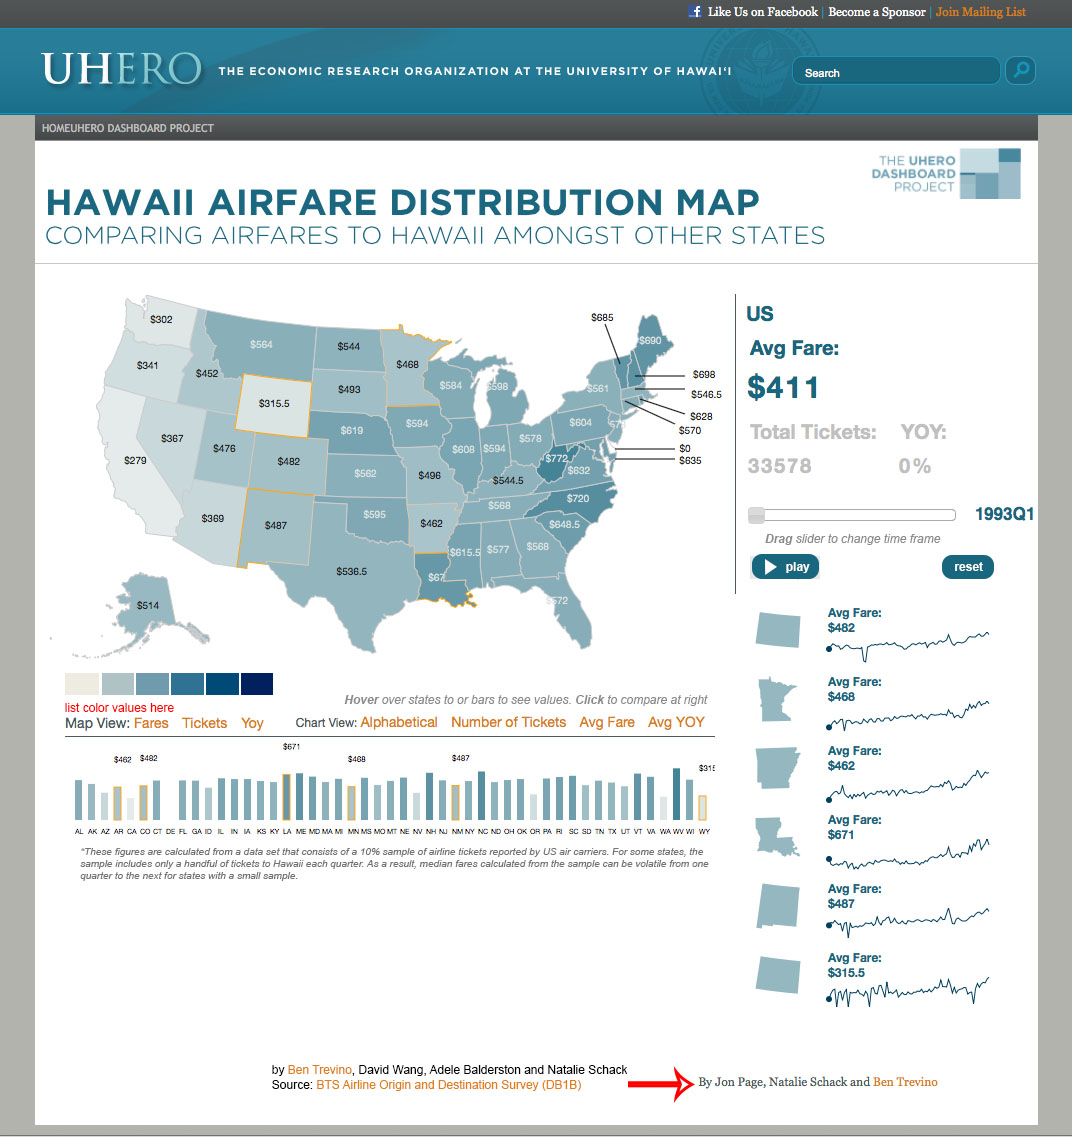 Like Us on Facebook | Become a Sponsor | Join Mailing List
UHERO THE ECONOMIC RESEARCH ORGANIZATION AT THE UNIVERSITY OF HAWAI‘I
Search
HOMEUHERO DASHBOARD PROJECT
THE UHERO
DASHBOARD
PROJECT
HAWAII AIRFARE DISTRIBUTION MAP
COMPARING AIRFARES TO HAWAII AMONGST OTHER STATES
$302
$341
$452
$564
$315.5
$367
$279
$476
$482
$369
$487
$544
$493
$619
$562
$595
$536.5
$468
$594
$496
$462
$67
$584
$598
$608
$594
$578
$544.5
$568
$615.5
$577
$568
$572
$648.5
$720
$632
$772
$604
$561
$690
$685
$698
$546.5
$628
$570
$0
$635
$514
US
Avg Fare:
$411
Total Tickets: YOY:
33578 0%
1993Q1
Drag slider to change time frame
play reset
Avg Fare:
$482
Avg Fare:
$468
Avg Fare:
$462
Avg Fare:
$671
Avg Fare:
$487
Avg Fare:
$315.5
list color values here
Hover over states to or bars to see values. Click to compare at right
Map View: Fares Tickets Yoy Chart View: Alphabetical Number of Tickets Avg Fare Avg YOY
$462 $482 $671 $468 $487 $315
AL AK AZ AR CA CO CT DE FL GA ID IL IN IA KS KY LA ME MD MA MI MN MS MO MT NE NV NH NJ NM NY NC ND OH OK OR PA RI SC SD TN TX UT VT VA WA WV WI WY
*These figures are calculated from a data set that consists of a 10% sample of airline tickets reported by US air carriers. For some states, the
sample includes only a handful of tickets to Hawaii each quarter. As a result, median fares calculated from the sample can be volatile from one
quarter to the next for states with a small sample.
by Ben Trevino, David Wang, Adele Balderston and Natalie Schack
Source: BTS Airline Origin and Destination Survey (DB1B)
By Jon Page, Natalie Schack and Ben Trevino